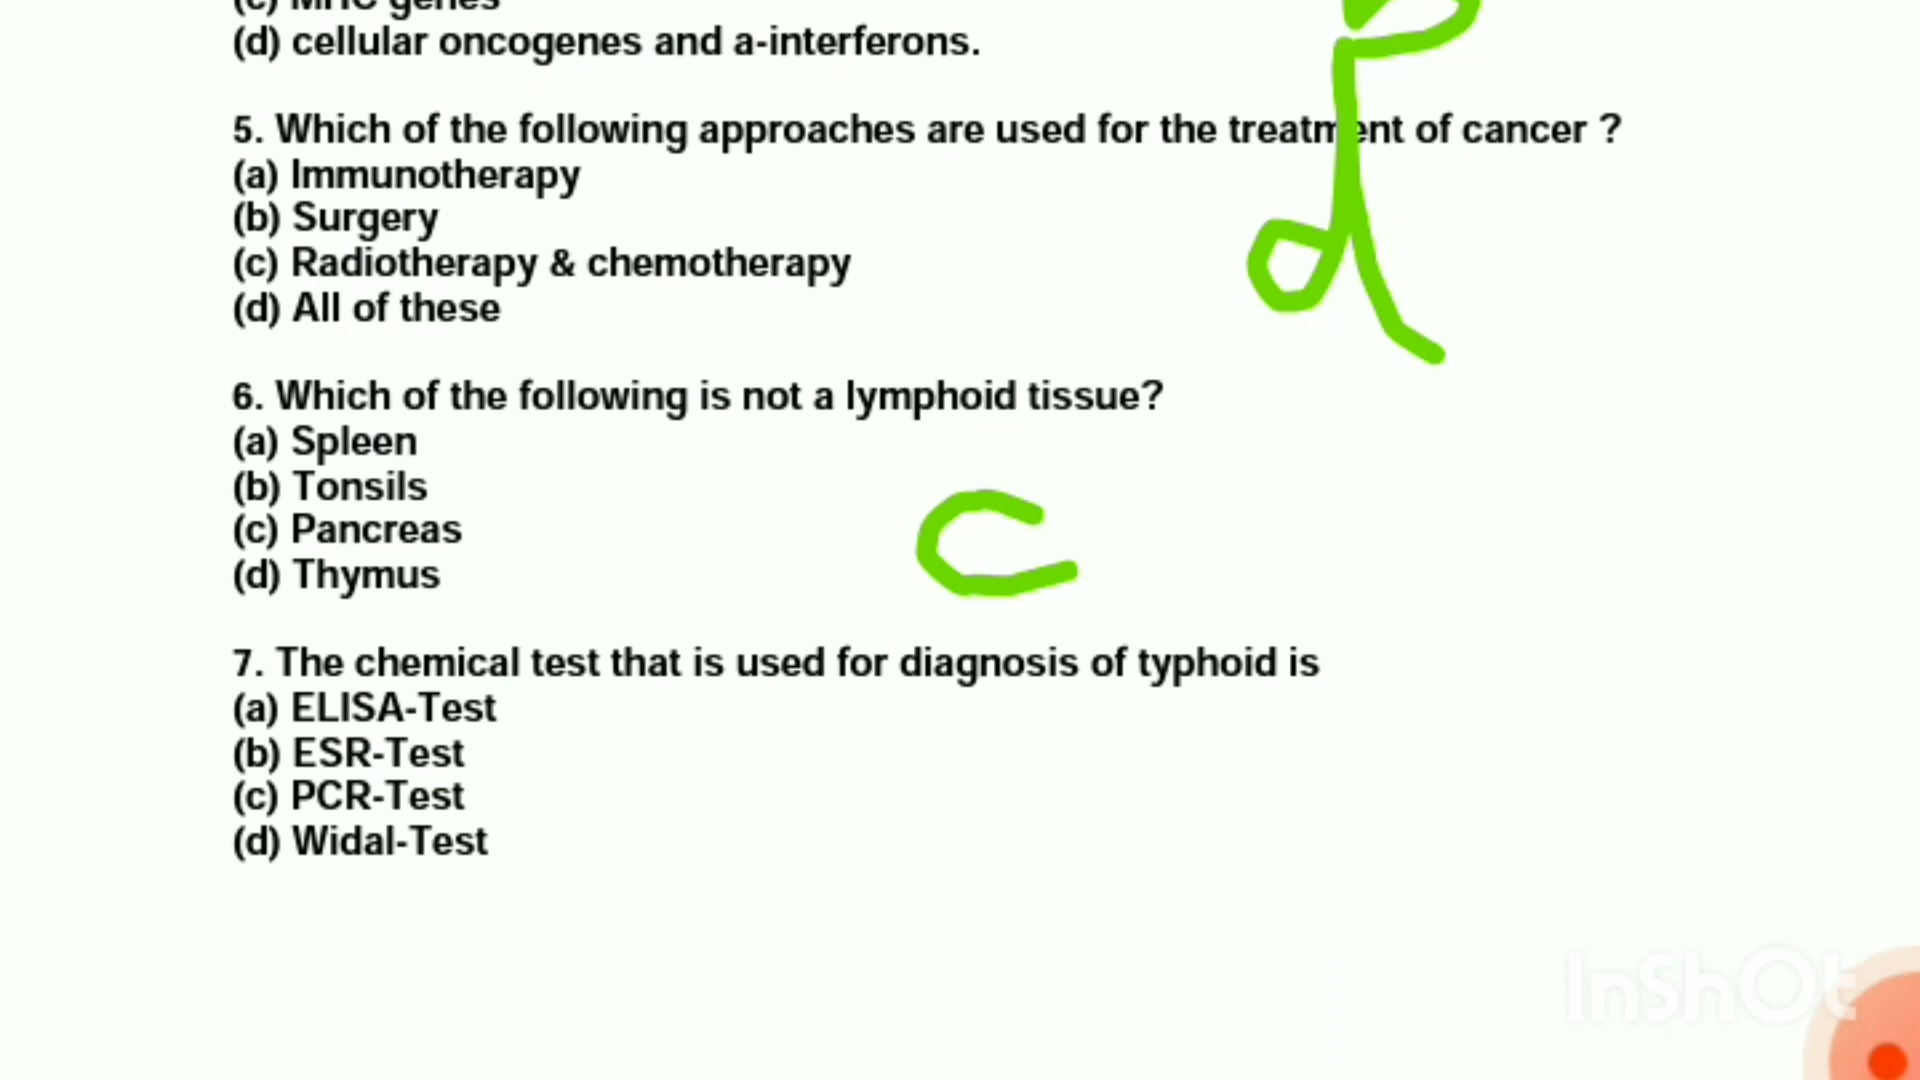 (c) MHC genes
(d) cellular oncogenes and a-interferons.
5. Which of the following approaches are used for the treatment of cancer ?
(a) Immunotherapy
(b) Surgery
(c) Radiotherapy & chemotherapy
(d) All of these
d
6. Which of the following is not a lymphoid tissue?
(a) Spleen
(b) Tonsils
(c) Pancreas
(d) Thymus
C
7. The chemical test that is used for diagnosis of typhoid is
(a) ELISA-Test
(b) ESR-Test
(c) PCR-Test
(d) Widal-Test
InShOt